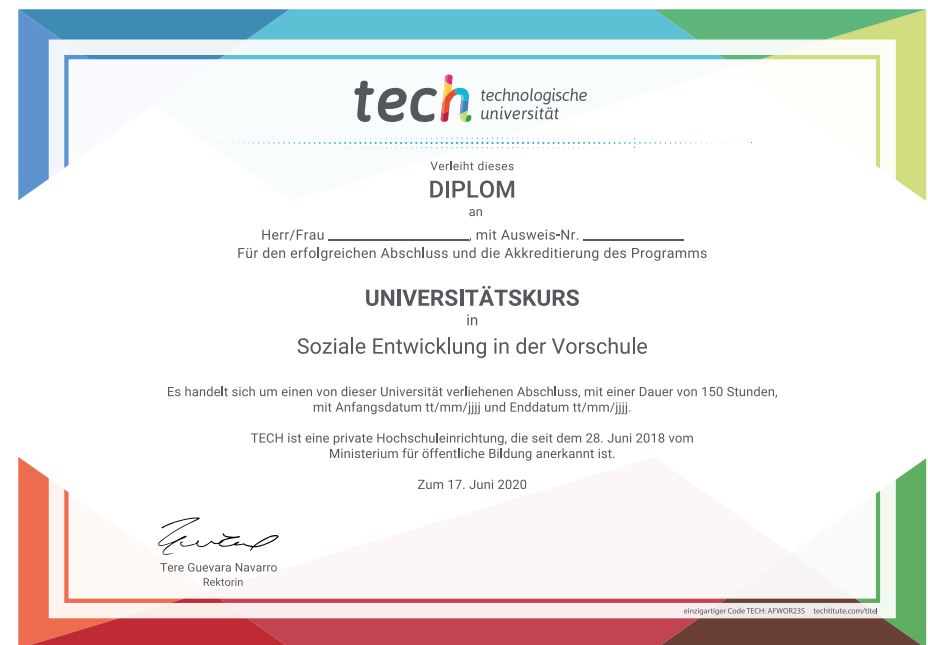 tech technologische
universität
Verleiht dieses
DIPLOM
an
Herr/Frau ________________, mit Ausweis-Nr. ____________
Für den erfolgreichen Abschluss und die Akkreditierung des Programms
UNIVERSITÄTSKURS
in
Soziale Entwicklung in der Vorschule
Es handelt sich um einen von dieser Universität verliehenen Abschluss, mit einer Dauer von 150 Stunden,
mit Anfangsdatum tt/mm/jjjj und Enddatum tt/mm/jjjj.
TECH ist eine private Hochschuleinrichtung, die seit dem 28. Juni 2018 vom
Ministerium für öffentliche Bildung anerkannt ist.
Zum 17. Juni 2020
Tere Guevara Navarro
Rektorin
einzigartiger Code TECH: AFWOR23S techtitute.com/titel